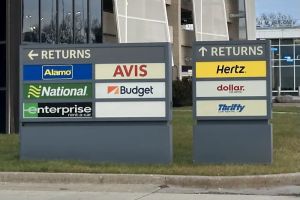 ← RETURNS
Alamo
AVIS
National
Budget
enterprise
rent-a-car
↑ RETURNS
Hertz
dollar
Thrifty